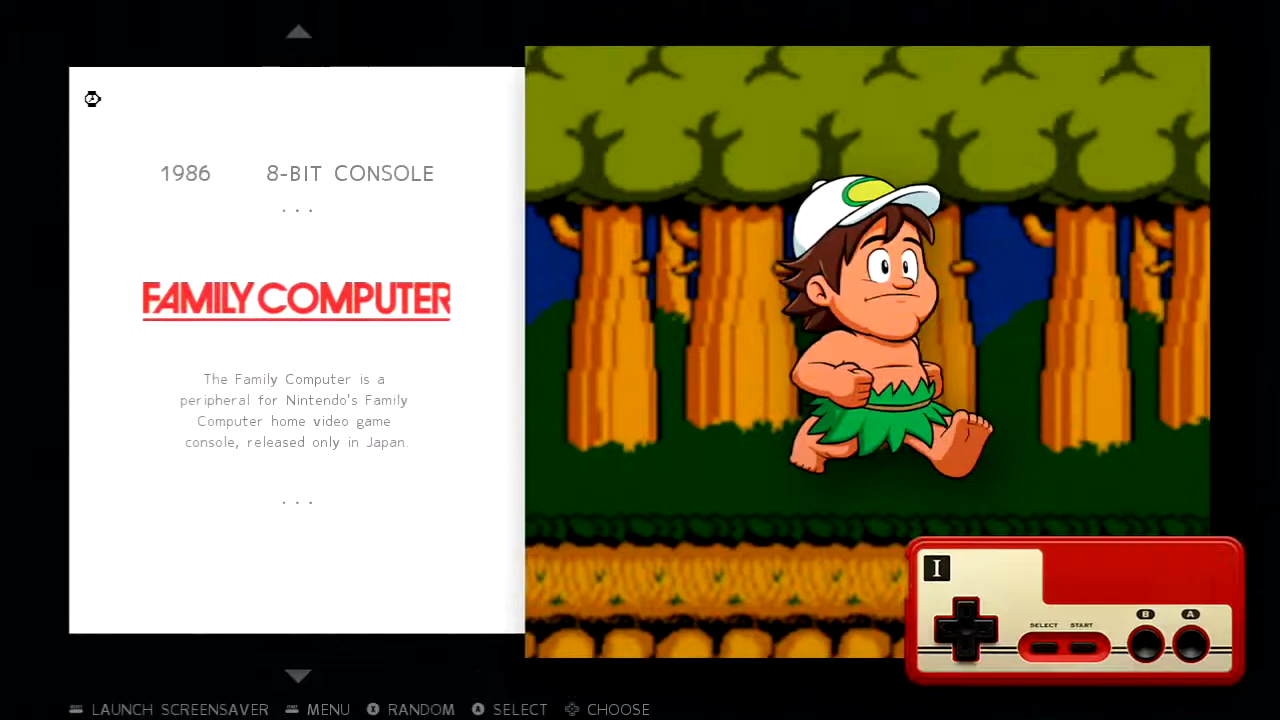 1986 8-BIT CONSOLE
. . .
FAMILY COMPUTER
The Family Computer is a
peripheral for Nintendo's Family
Computer home video game
console, released only in Japan.
. . .
I
SELECT START B A
LAUNCH SCREENSAVER MENU X RANDOM A SELECT CHOOSE